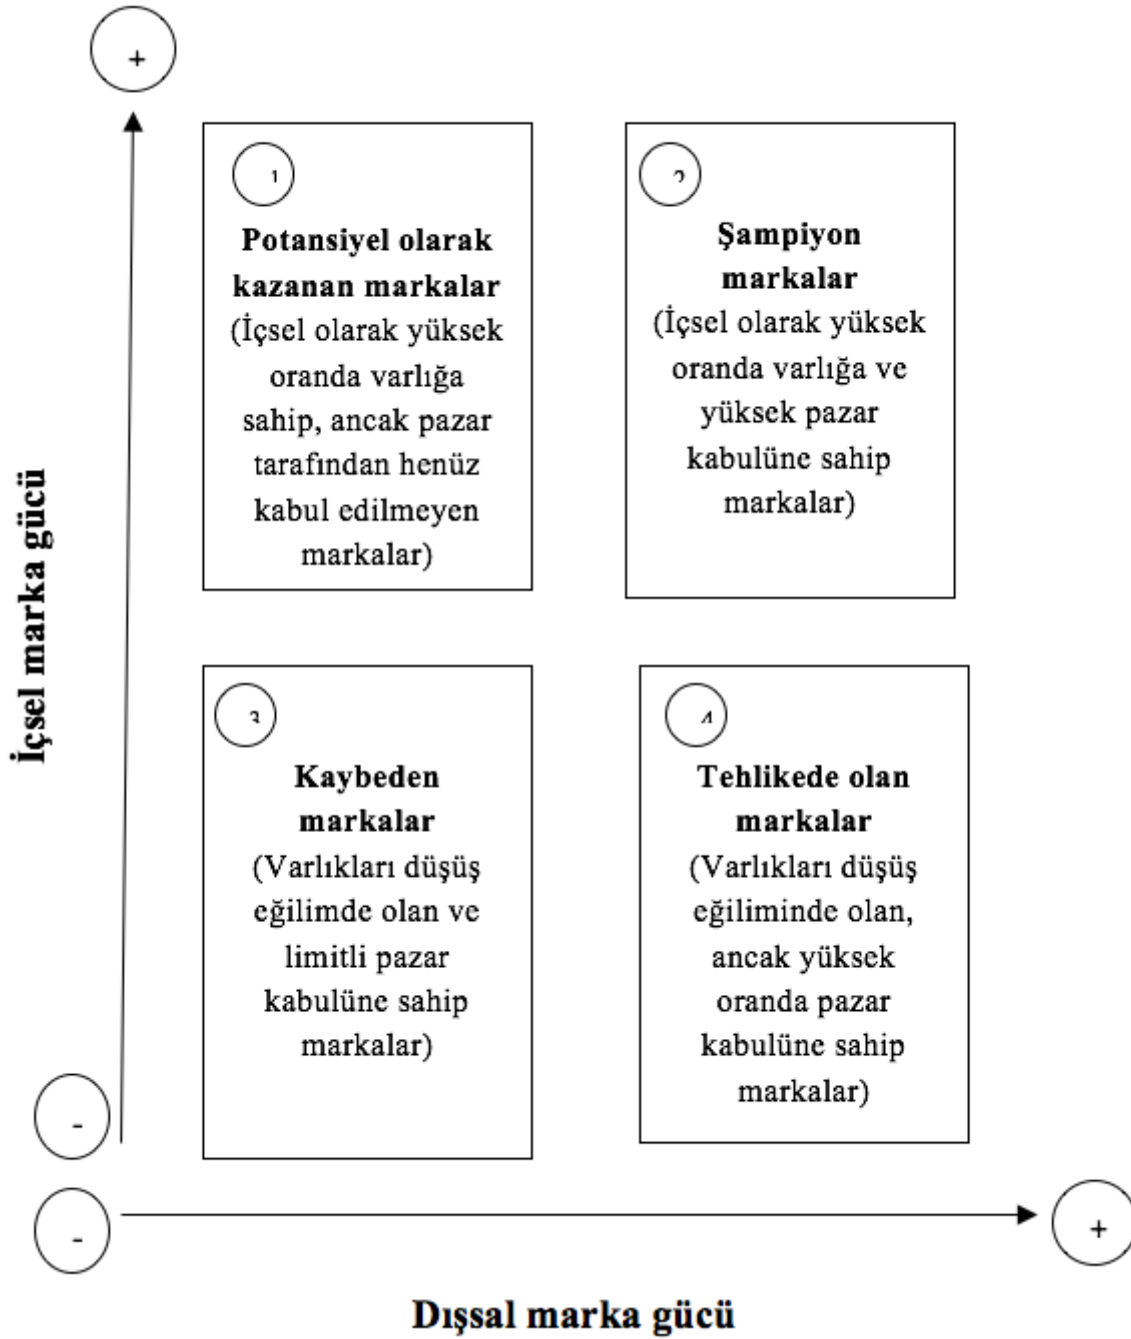 +
1
Potansiyel olarak
kazanan markalar
(İçsel olarak yüksek
oranda varlığa
sahip, ancak pazar
tarafından henüz
kabul edilmeyen
markalar)
2
Şampiyon
markalar
(İçsel olarak yüksek
oranda varlığa ve
yüksek pazar
kabulüne sahip
markalar)
İçsel marka gücü
3
Kaybeden
markalar
(Varlıkları düşüş
eğilimde olan ve
limitli pazar
kabulüne sahip
markalar)
4
Tehlikede olan
markalar
(Varlıkları düşüş
eğiliminde olan,
ancak yüksek
oranda pazar
kabulüne sahip
markalar)
-
-
+
Dışsal marka gücü